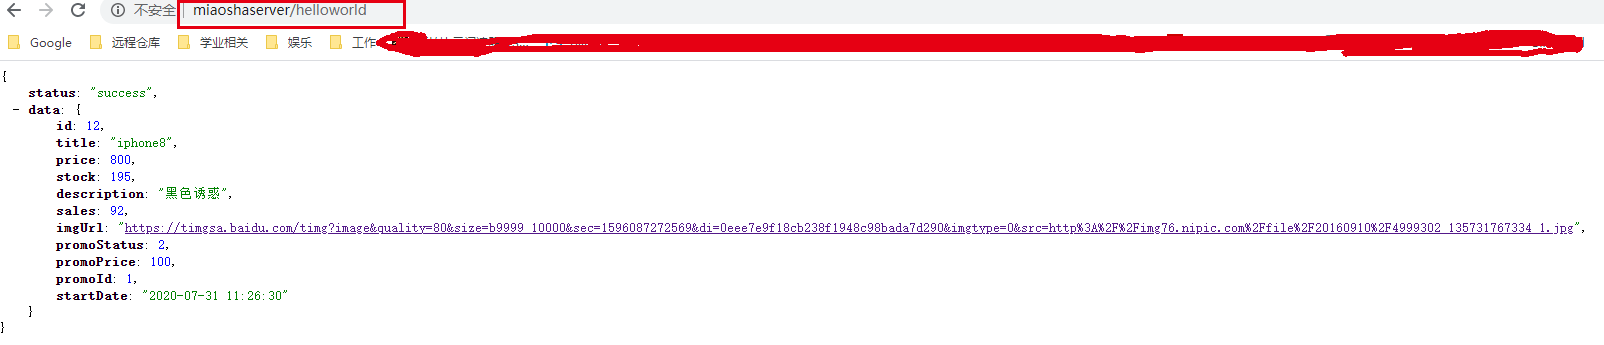 不安全 | miaoshaserver/helloworld
Google 远程仓库 学业相关 娱乐 工作
{
status: "success",
- data: {
id: 12,
title: "iphone8",
price: 800,
stock: 195,
description: "黑色诱惑",
sales: 92,
imgUrl: "https://timgsa.baidu.com/timg?image&quality=80&size=b9999_10000&sec=1596087272569&di=0eee7e9f18cb238f1948c98bada7d290&imgtype=0&src=http%3A%2F%2Fimg76.nipic.com%2Ffile%2F20160910%2F4999302_135731767334_1.jpg",
promoStatus: 2,
promoPrice: 100,
promoId: 1,
startDate: "2020-07-31 11:26:30"
}
}